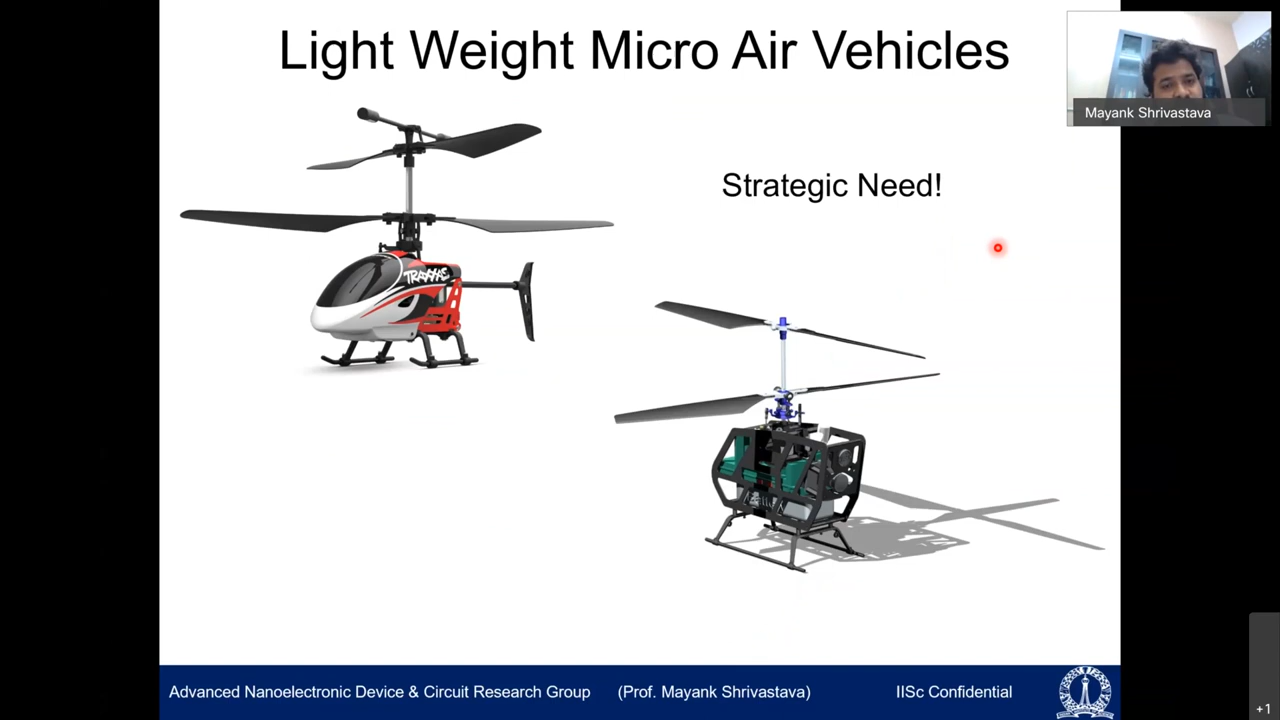 Light Weight Micro Air Vehicles
Mayank Shrivastava
Strategic Need!
TRAXXAS
Advanced Nanoelectronic Device & Circuit Research Group (Prof. Mayank Shrivastava) IISc Confidential
+1